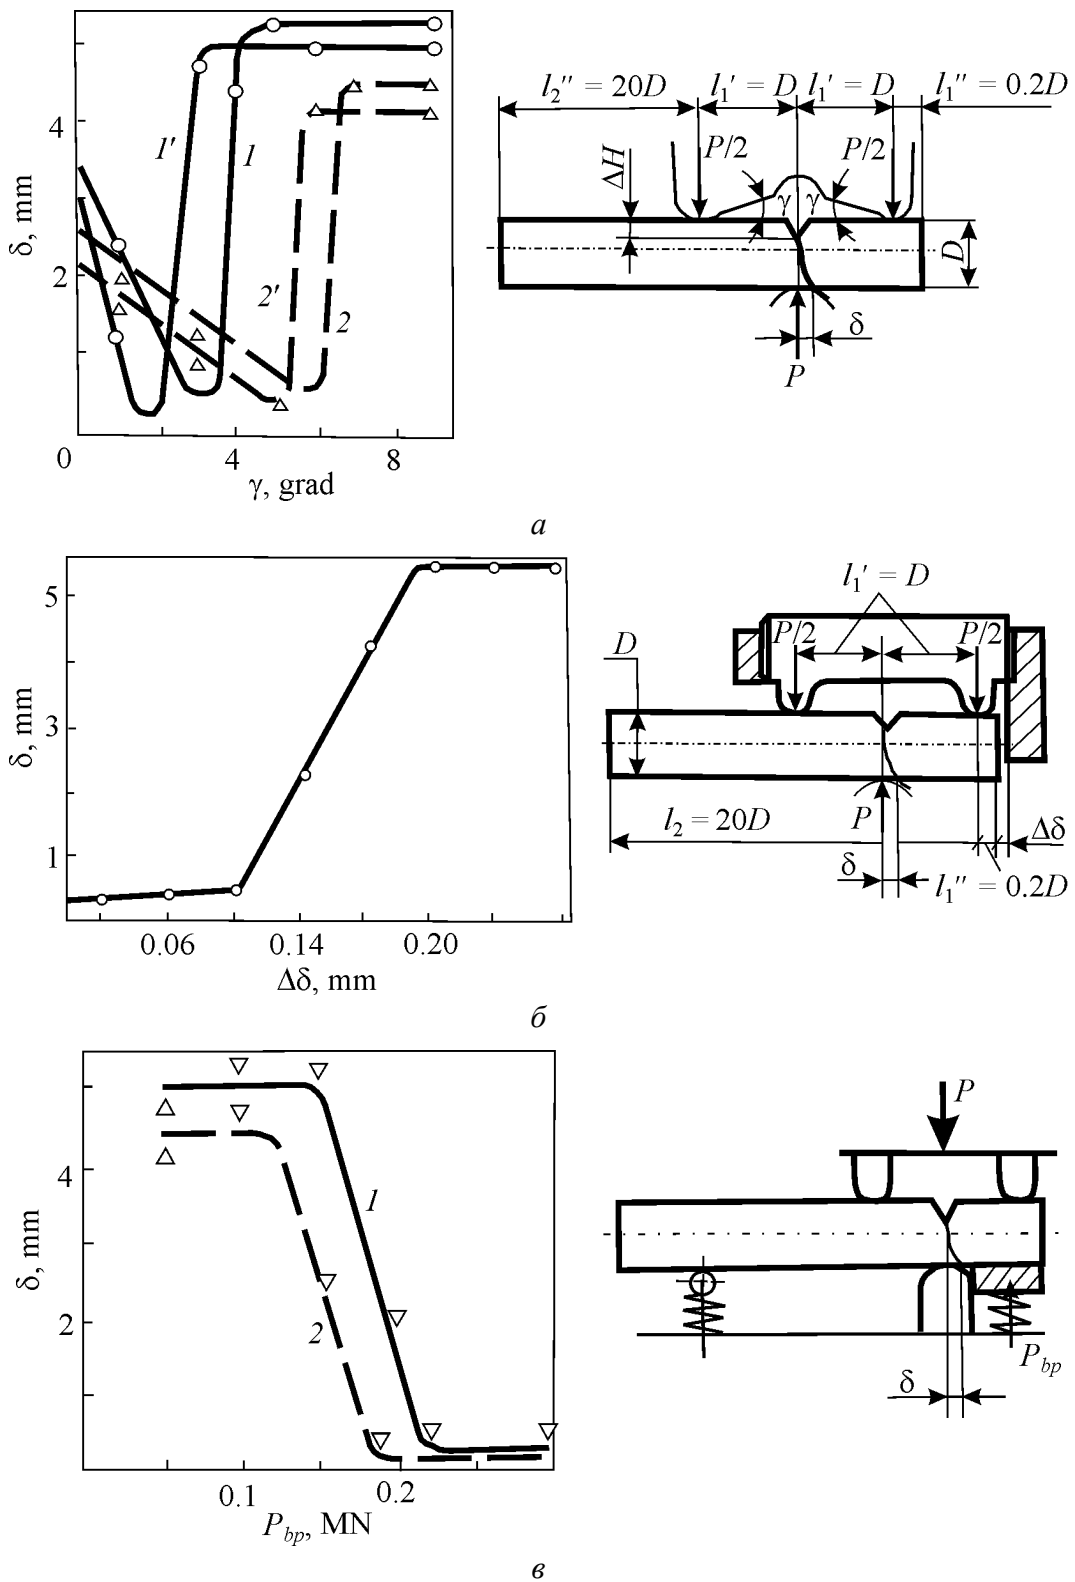 4
2
0
4
8
δ, mm
γ, grad
1′
1
2′
2
l₂″ = 20D
l₁′ = D
l₁′ = D
l₁″ = 0.2D
ΔH
P/2
P/2
γ
γ
D
δ
P
а
5
3
1
0.06
0.14
0.20
δ, mm
Δδ, mm
l₁′ = D
P/2
P/2
D
P
l₂ = 20D
Δδ
δ
l₁″ = 0.2D
б
4
2
0.1
0.2
δ, mm
P_bp, MN
1
2
P
P_bp
δ
в